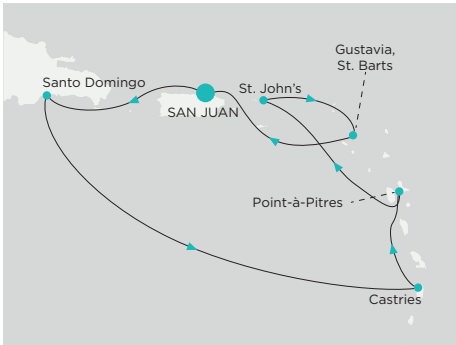 Gustavia,
St. Barts
Santo Domingo
St. John's
SAN JUAN
Point-à-Pitres
Castries